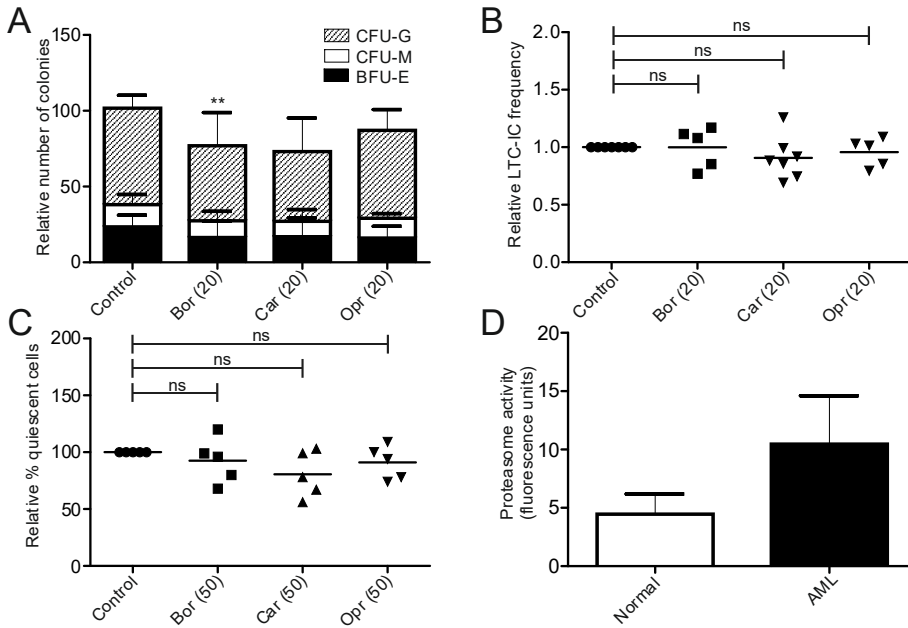 A
Relative number of colonies
150
100
50
0
CFU-G
CFU-M
BFU-E
**
Control
Bor (20)
Car (20)
Opr (20)
B
Relative LTC-IC frequency
2.0
1.5
1.0
0.5
0.0
ns
ns
ns
Control
Bor (20)
Car (20)
Opr (20)
C
Relative % quiescent cells
200
150
100
50
0
ns
ns
ns
Control
Bor (50)
Car (50)
Opr (50)
D
Proteasome activity
(fluorescence units)
20
15
10
5
0
Normal
AML